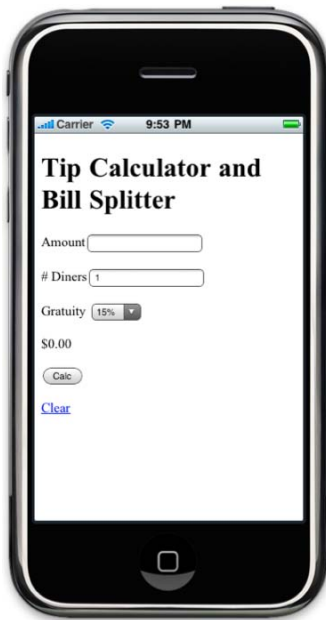 Carrier 9:53 PM
Tip Calculator and
Bill Splitter
Amount
# Diners 1
Gratuity 15%
$0.00
Calc
Clear